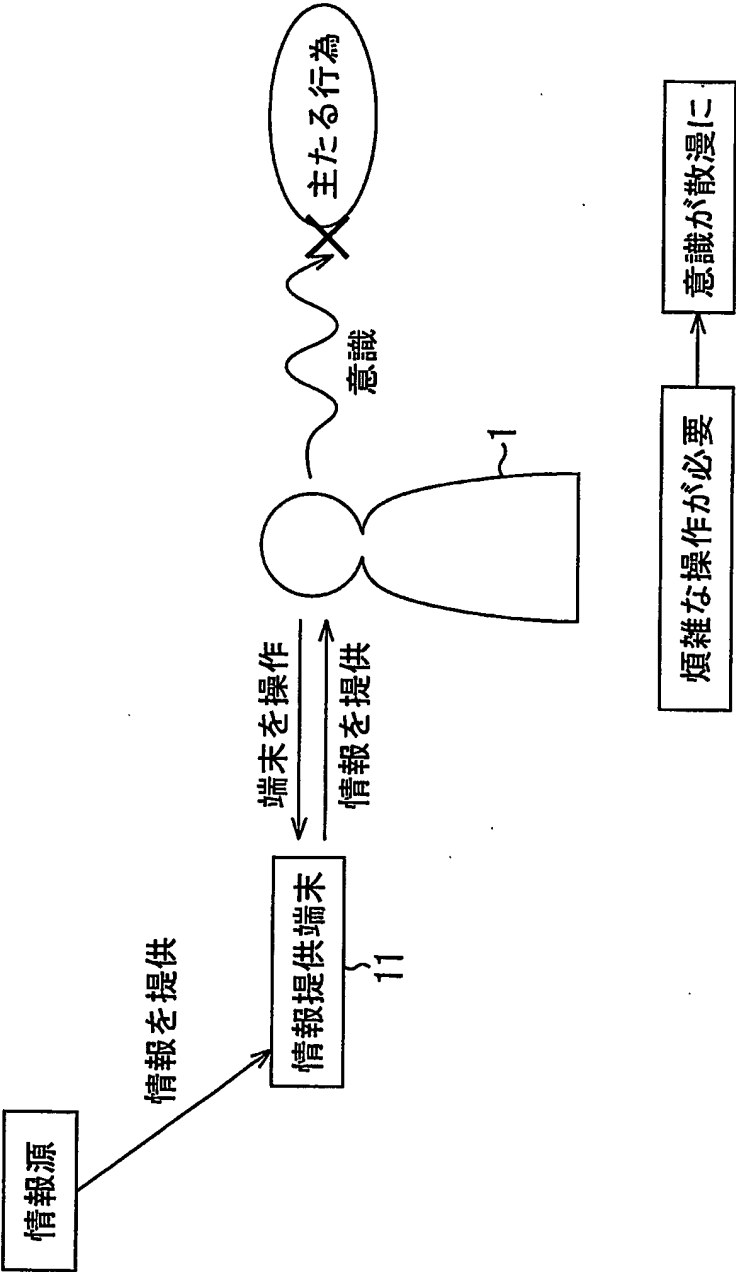 情報源
情報を提供
情報提供端末
11
端末を操作
情報を提供
1
意識
主たる行為
煩雑な操作が必要
意識が散漫に